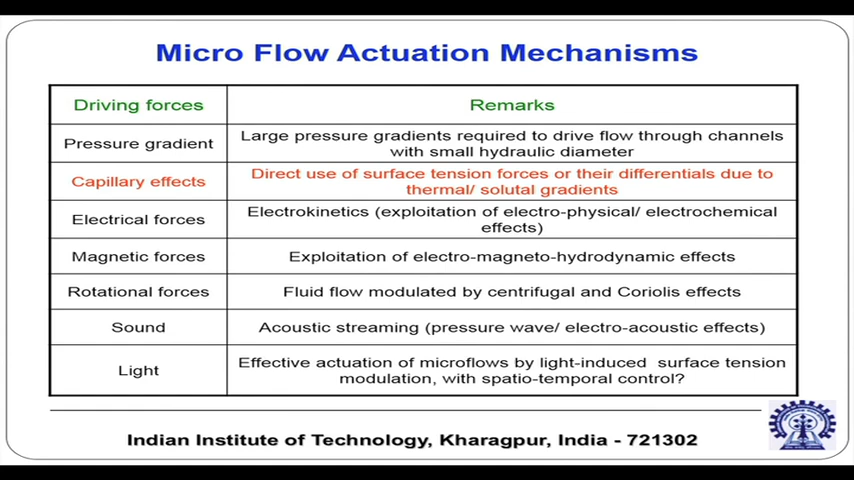 Micro Flow Actuation Mechanisms
Driving forces
Remarks
Pressure gradient
Large pressure gradients required to drive flow through channels
with small hydraulic diameter
Capillary effects
Direct use of surface tension forces or their differentials due to
thermal/ solutal gradients
Electrical forces
Electrokinetics (exploitation of electro-physical/ electrochemical
effects)
Magnetic forces
Exploitation of electro-magneto-hydrodynamic effects
Rotational forces
Fluid flow modulated by centrifugal and Coriolis effects
Sound
Acoustic streaming (pressure wave/ electro-acoustic effects)
Light
Effective actuation of microflows by light-induced surface tension
modulation, with spatio-temporal control?
Indian Institute of Technology, Kharagpur, India - 721302